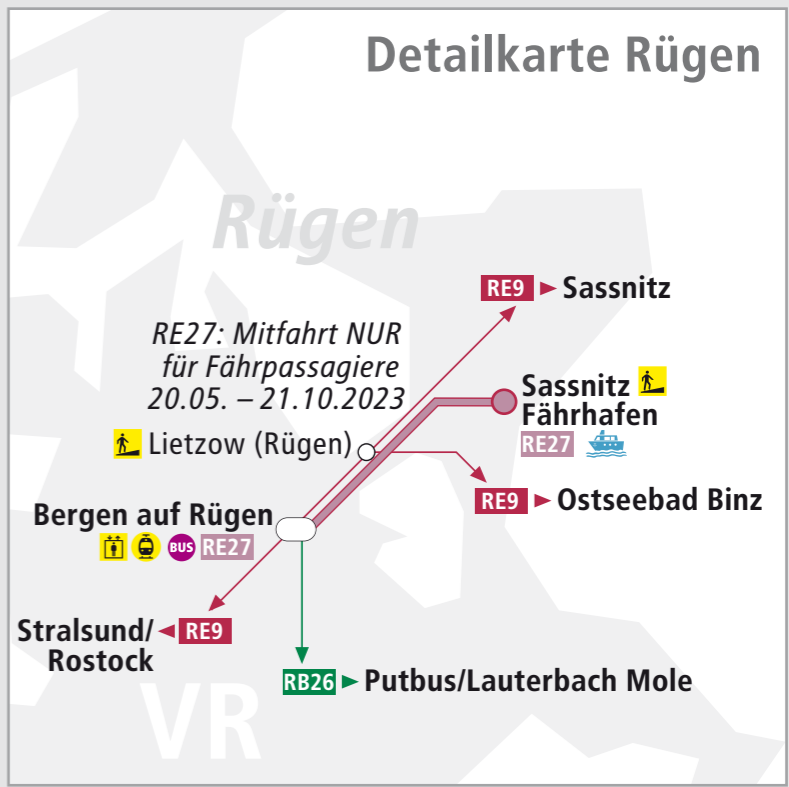 Detailkarte Rügen
Rügen
RE9 ► Sassnitz
RE27: Mitfahrt NUR
für Fährpassagiere
20.05. – 21.10.2023
Sassnitz
Fährhafen
RE27
Lietzow (Rügen)
RE9 ► Ostseebad Binz
Bergen auf Rügen
BUS RE27
Stralsund/ ◄ RE9
Rostock
RB26 ► Putbus/Lauterbach Mole
VR